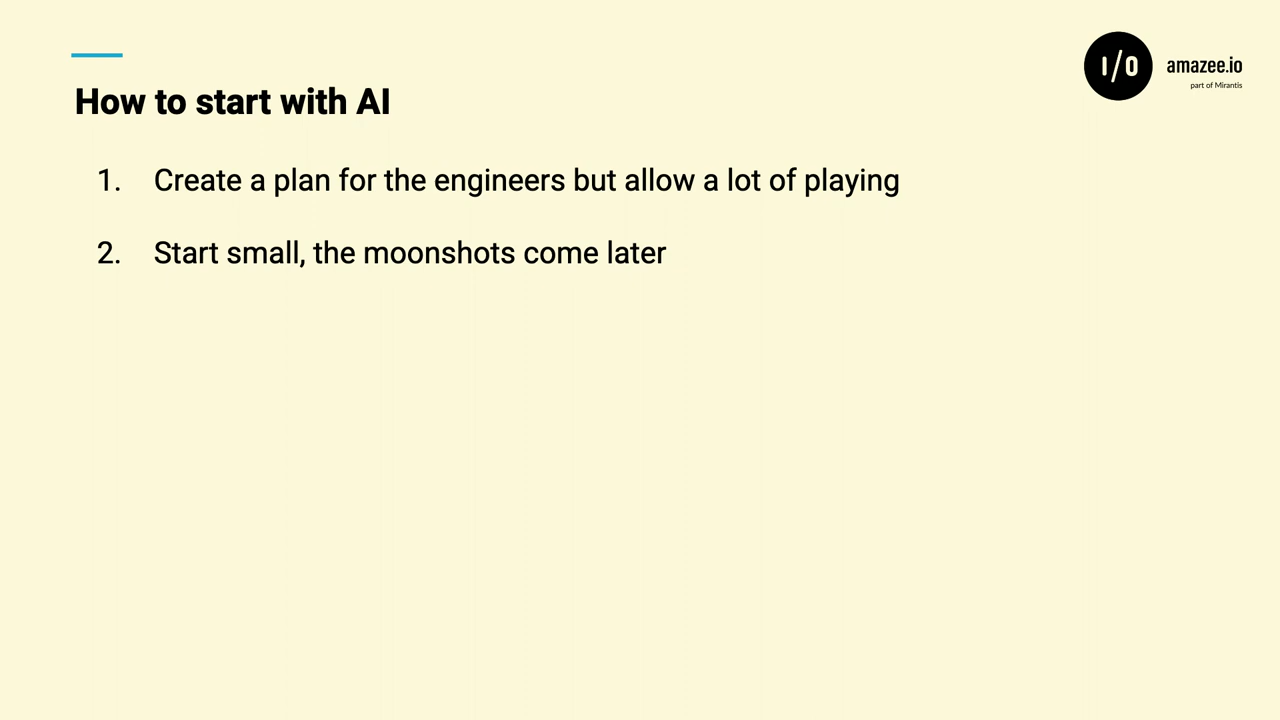 I/O
amazee.io
part of Mirantis
How to start with AI
1. Create a plan for the engineers but allow a lot of playing
2. Start small, the moonshots come later